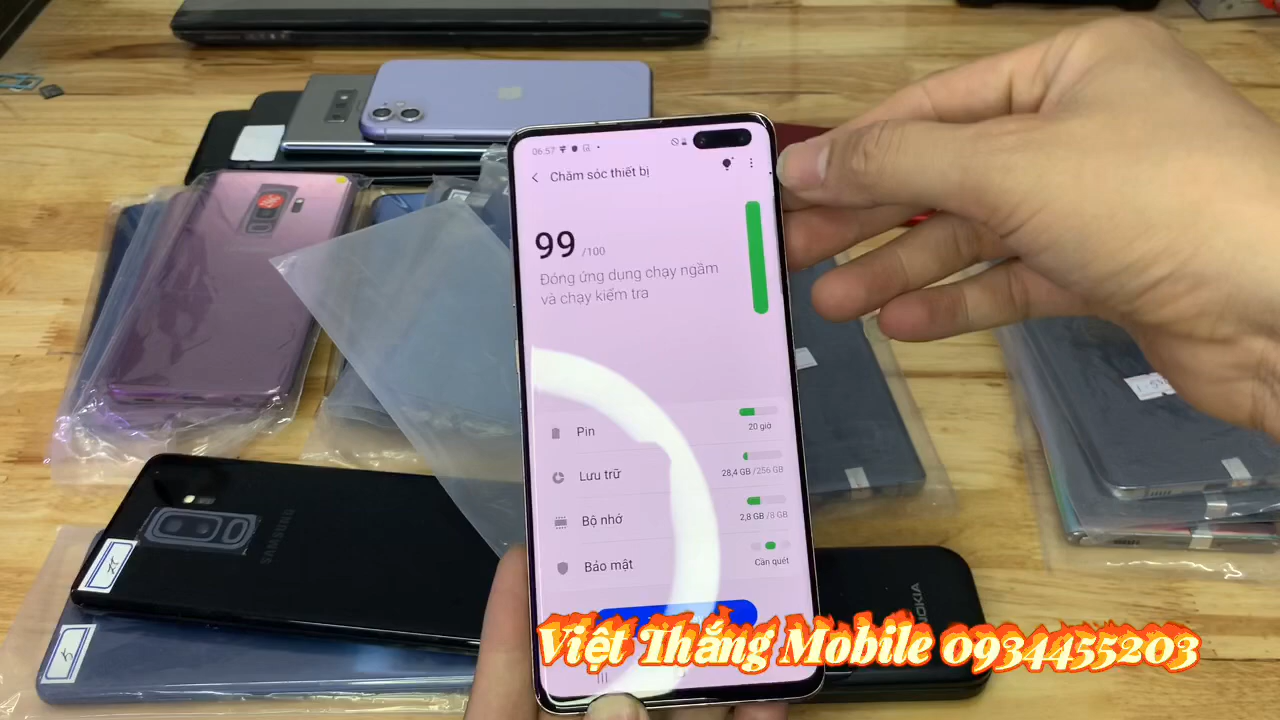 06:57
Chăm sóc thiết bị
99 /100
Đóng ứng dụng chạy ngầm
và chạy kiểm tra
Pin
20 giờ
Lưu trữ
28,4 GB /256 GB
Bộ nhớ
2,8 GB /8 GB
Bảo mật
Cần quét
SAMSUNG
NOKIA
Việt Thắng Mobile 0934455203